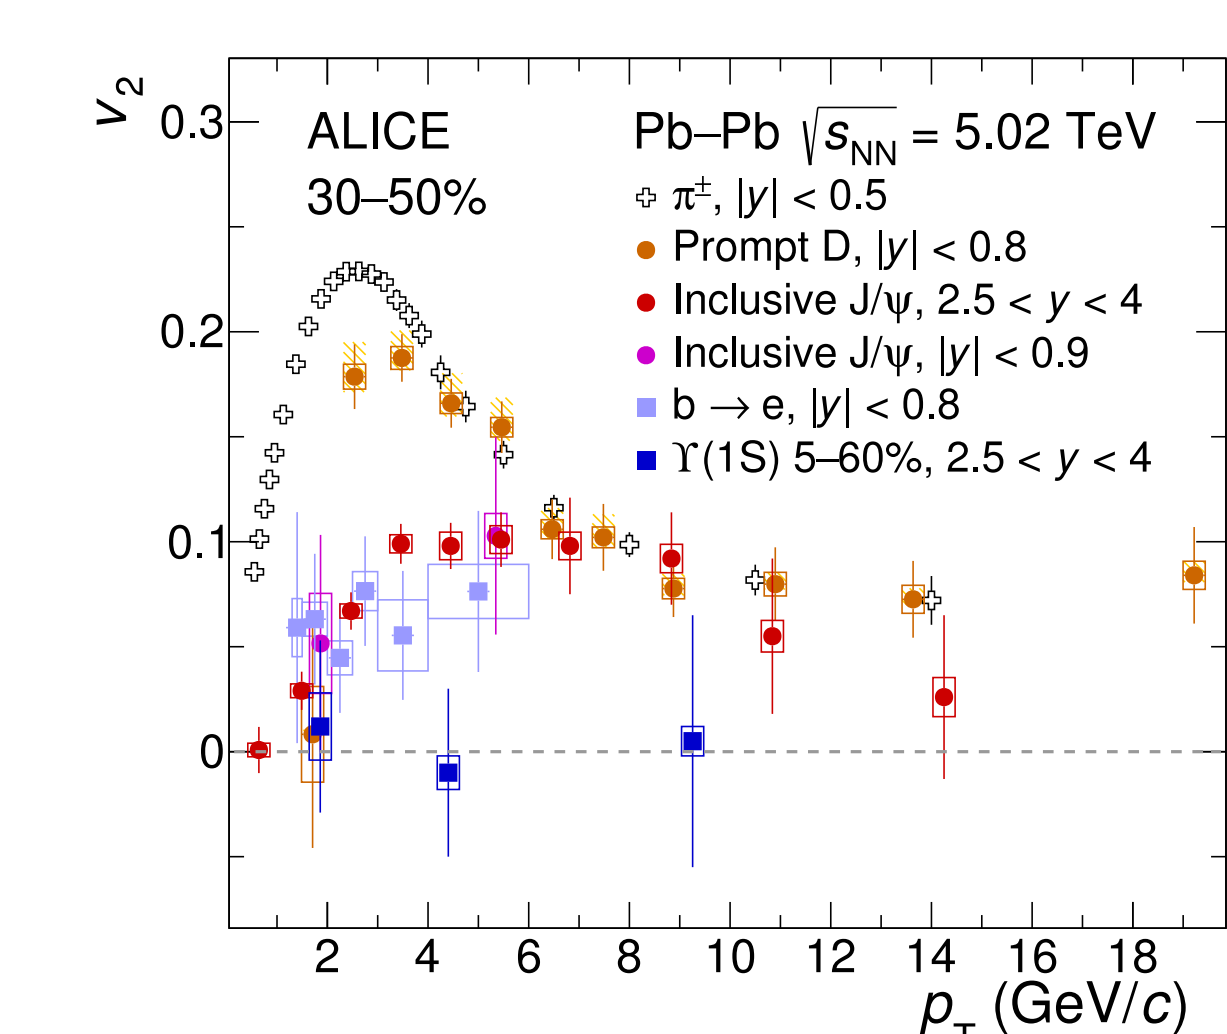 v₂
0.3
0.2
0.1
0
ALICE
30–50%
Pb–Pb √sNN = 5.02 TeV
π±, |y| < 0.5
Prompt D, |y| < 0.8
Inclusive J/ψ, 2.5 < y < 4
Inclusive J/ψ, |y| < 0.9
b → e, |y| < 0.8
ϒ(1S) 5–60%, 2.5 < y < 4
2 4 6 8 10 12 14 16 18
pT (GeV/c)